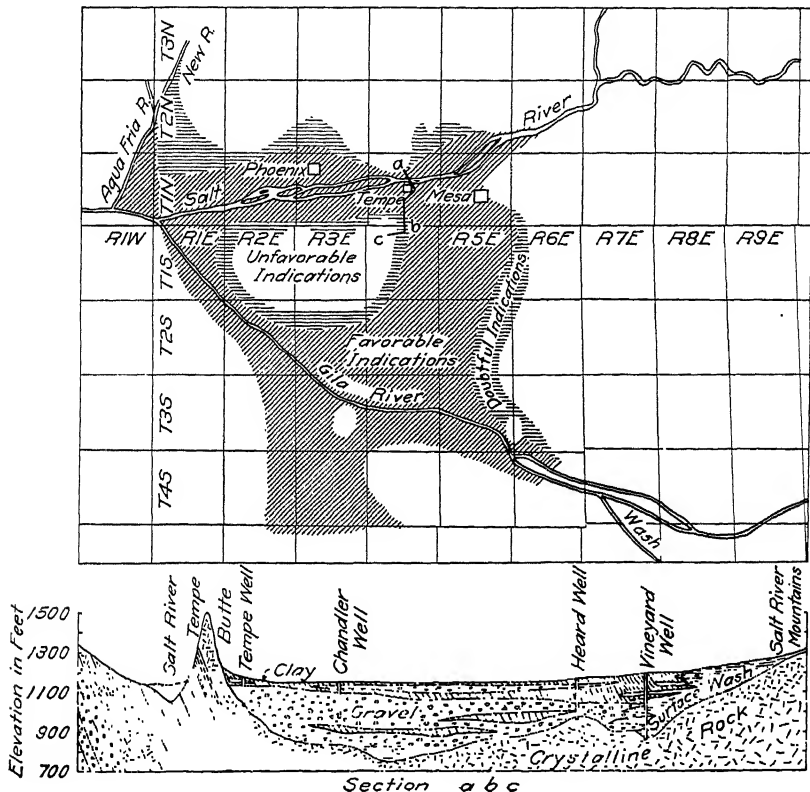 T3N
New R.
Aqua Fria R.
T2N
River
Phoenix
a
T1N
Salt
Tempe
Mesa
b
c
R1W R1E R2E R3E R5E R6E R7E R8E R9E
Unfavorable
Indications
T1S
T2S
Favorable
Indications
Doubtful Indications
Gila River
T3S
T4S
Wash
Elevation in Feet
1500
1300
1100
900
700
Salt River
Tempe
Butte
Tempe Well
Chandler
Well
Heard Well
Vineyard
Well
Salt River
Mountains
Clay
Gravel
Surface Wash
Crystalline Rock
Section a b c